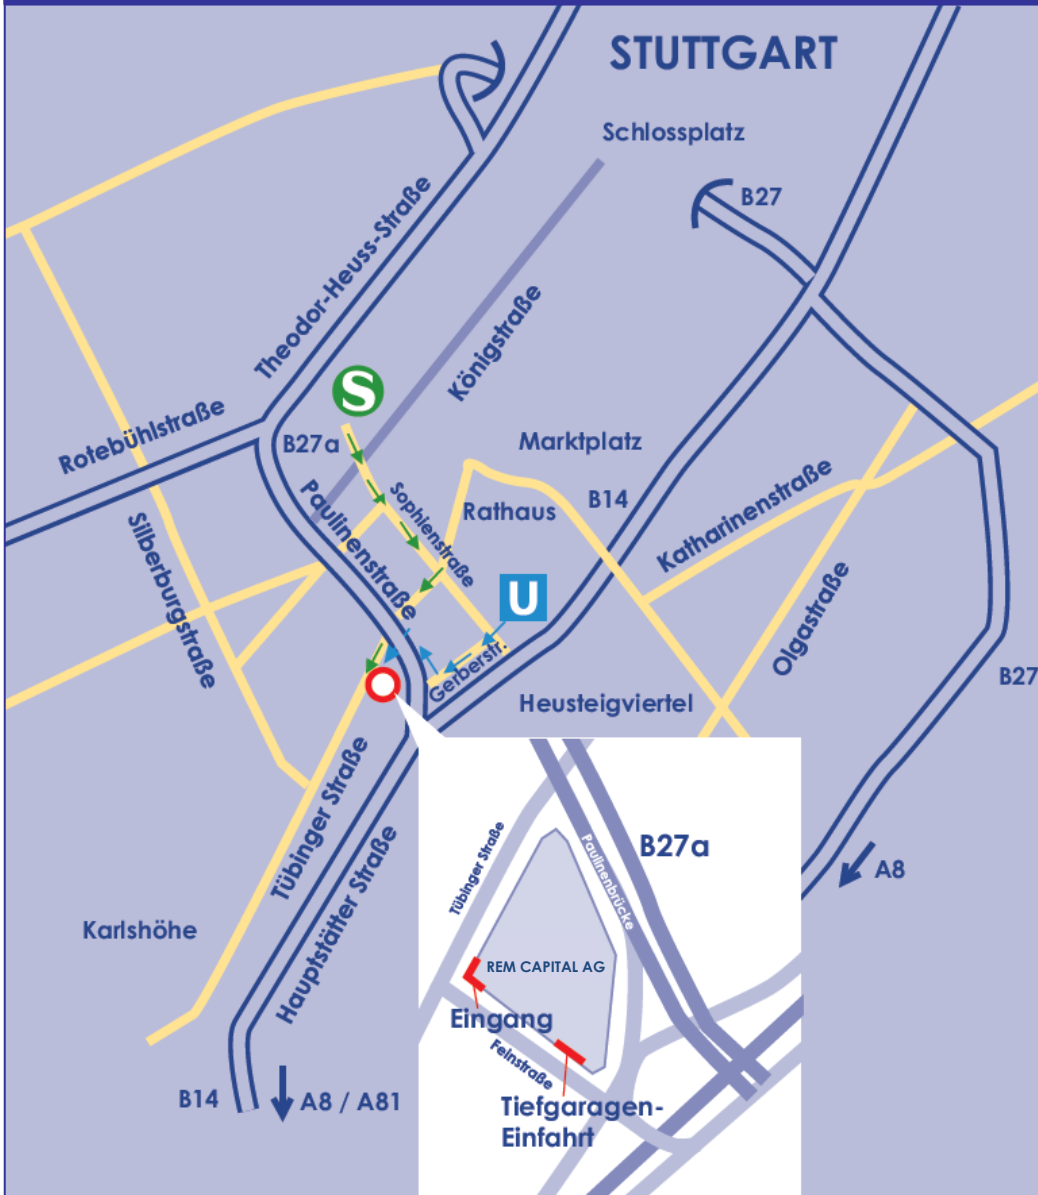 STUTTGART
Schlossplatz
B27
Theodor-Heuss-Straße
Königstraße
S
Rotebühlstraße
B27a
Marktplatz
Paulinenstraße
Sophienstraße
Rathaus
B14
Katharinenstraße
Silberburgstraße
U
Olgastraße
Gerberstr.
B27
Heusteigviertel
Tübinger Straße
Hauptstätter Straße
Karlshöhe
A8
B14
A8 / A81
Tübinger Straße
Paulinenbrücke
B27a
REM CAPITAL AG
Eingang
Feinstraße
Tiefgaragen-
Einfahrt